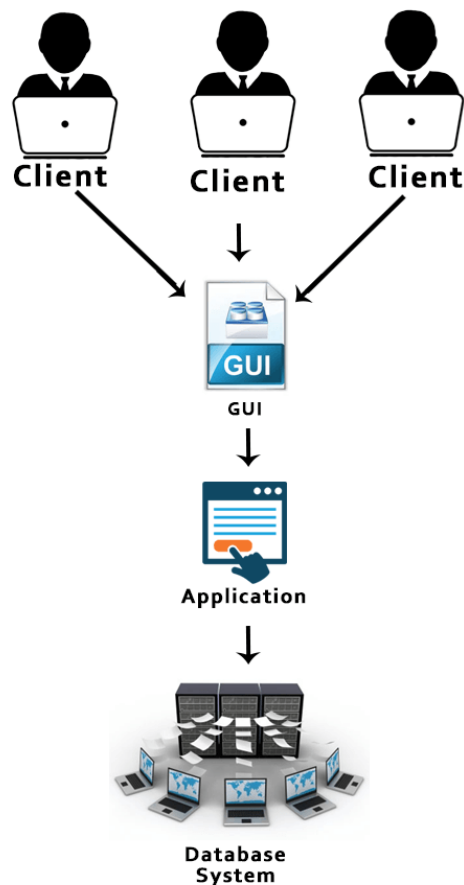 Client
Client
Client
GUI
GUI
Application
Database
System